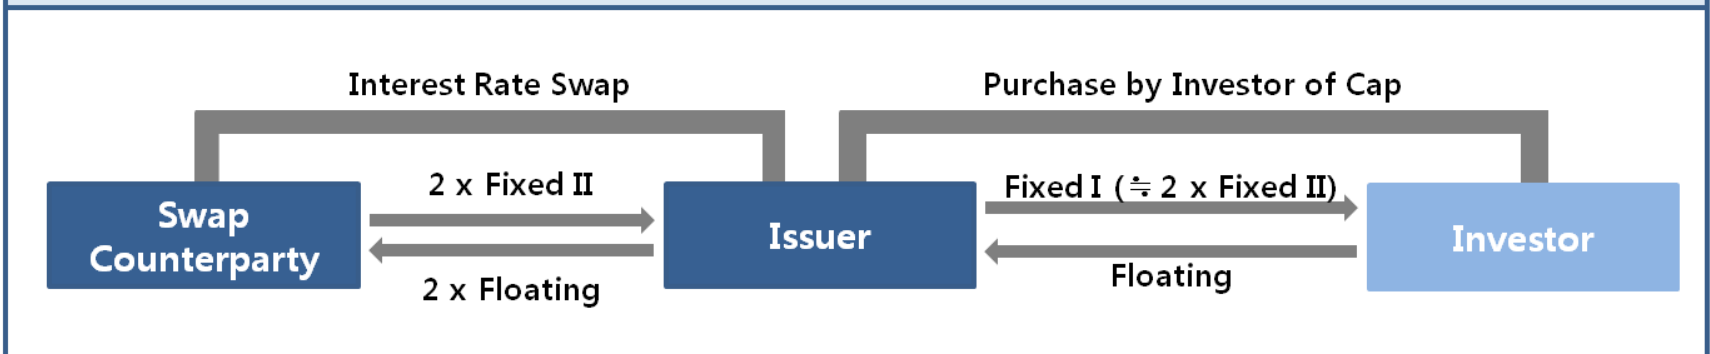 Interest Rate Swap
Purchase by Investor of Cap
2 x Fixed II
Fixed I (≒ 2 x Fixed II)
Swap
Counterparty
Issuer
Investor
2 x Floating
Floating